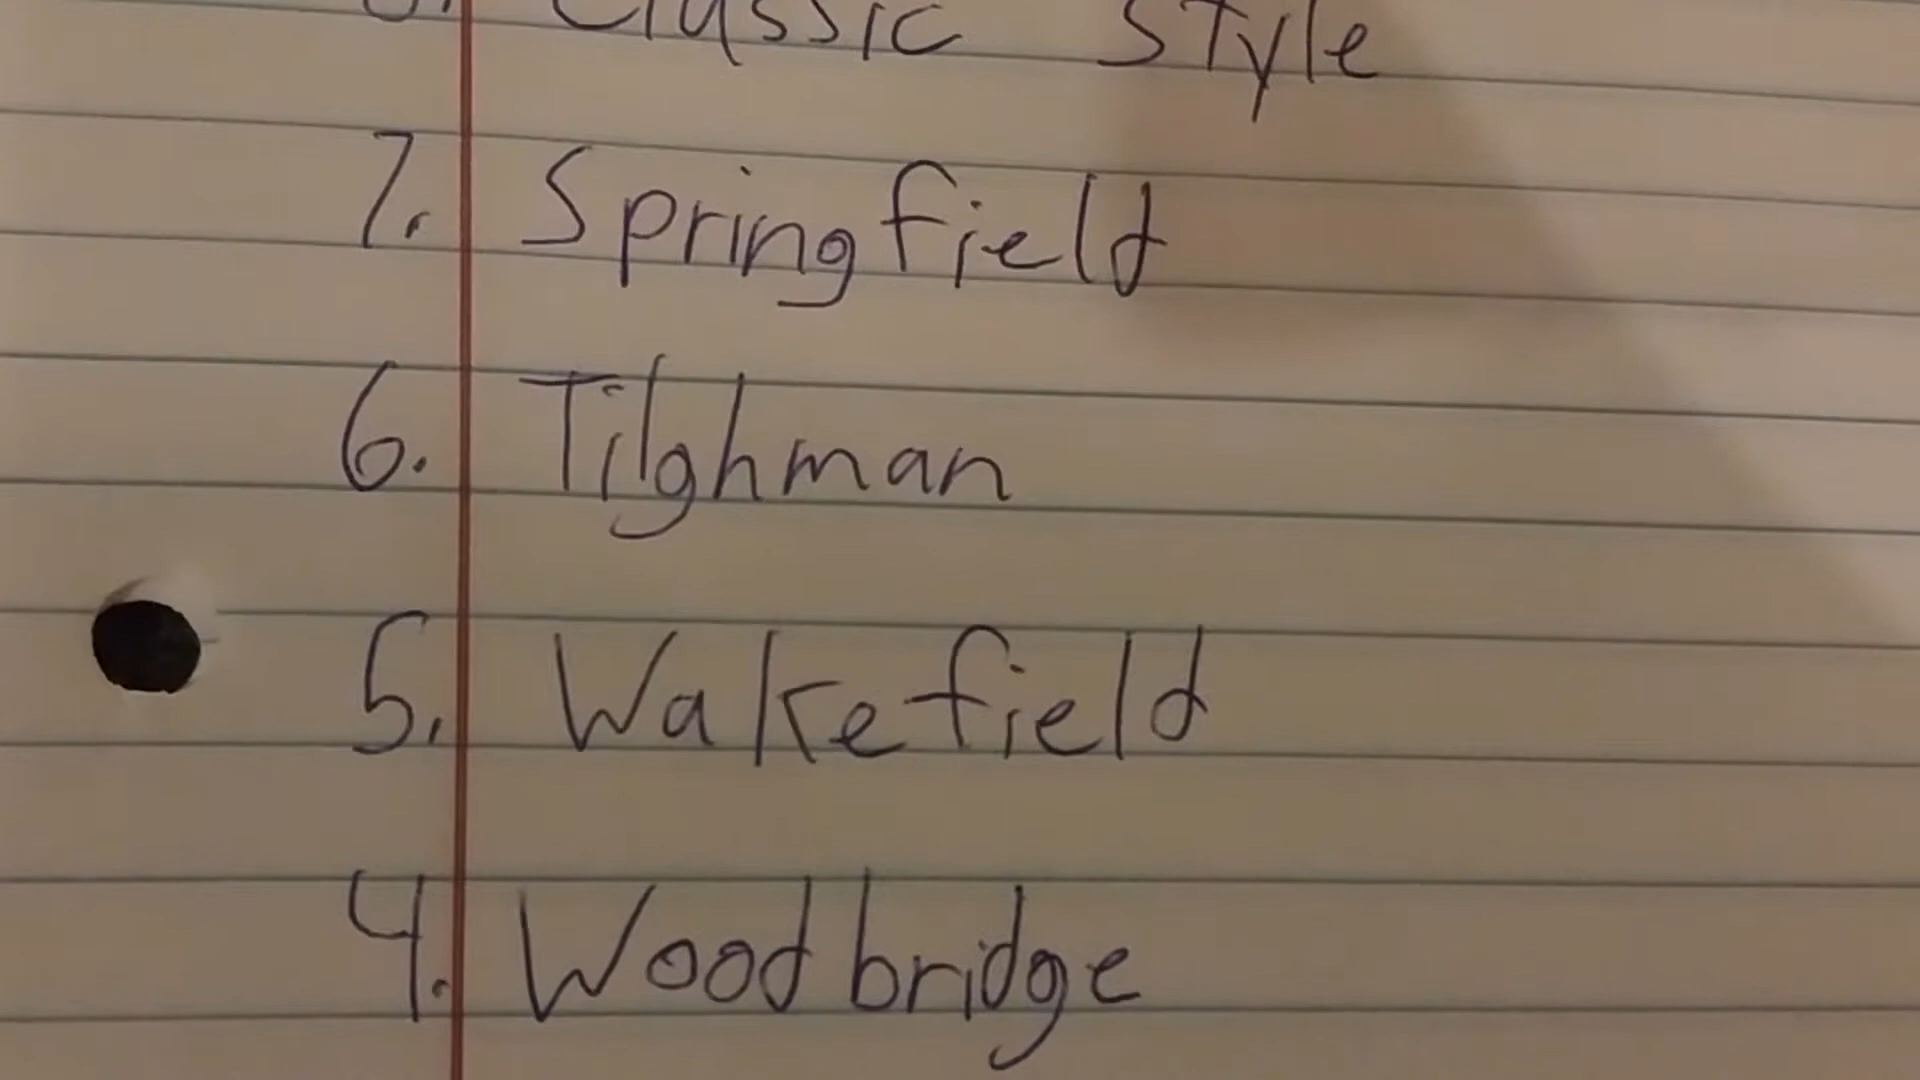 Classic Style
7. Springfield
6. Tilghman
5. Wakefield
4. Woodbridge